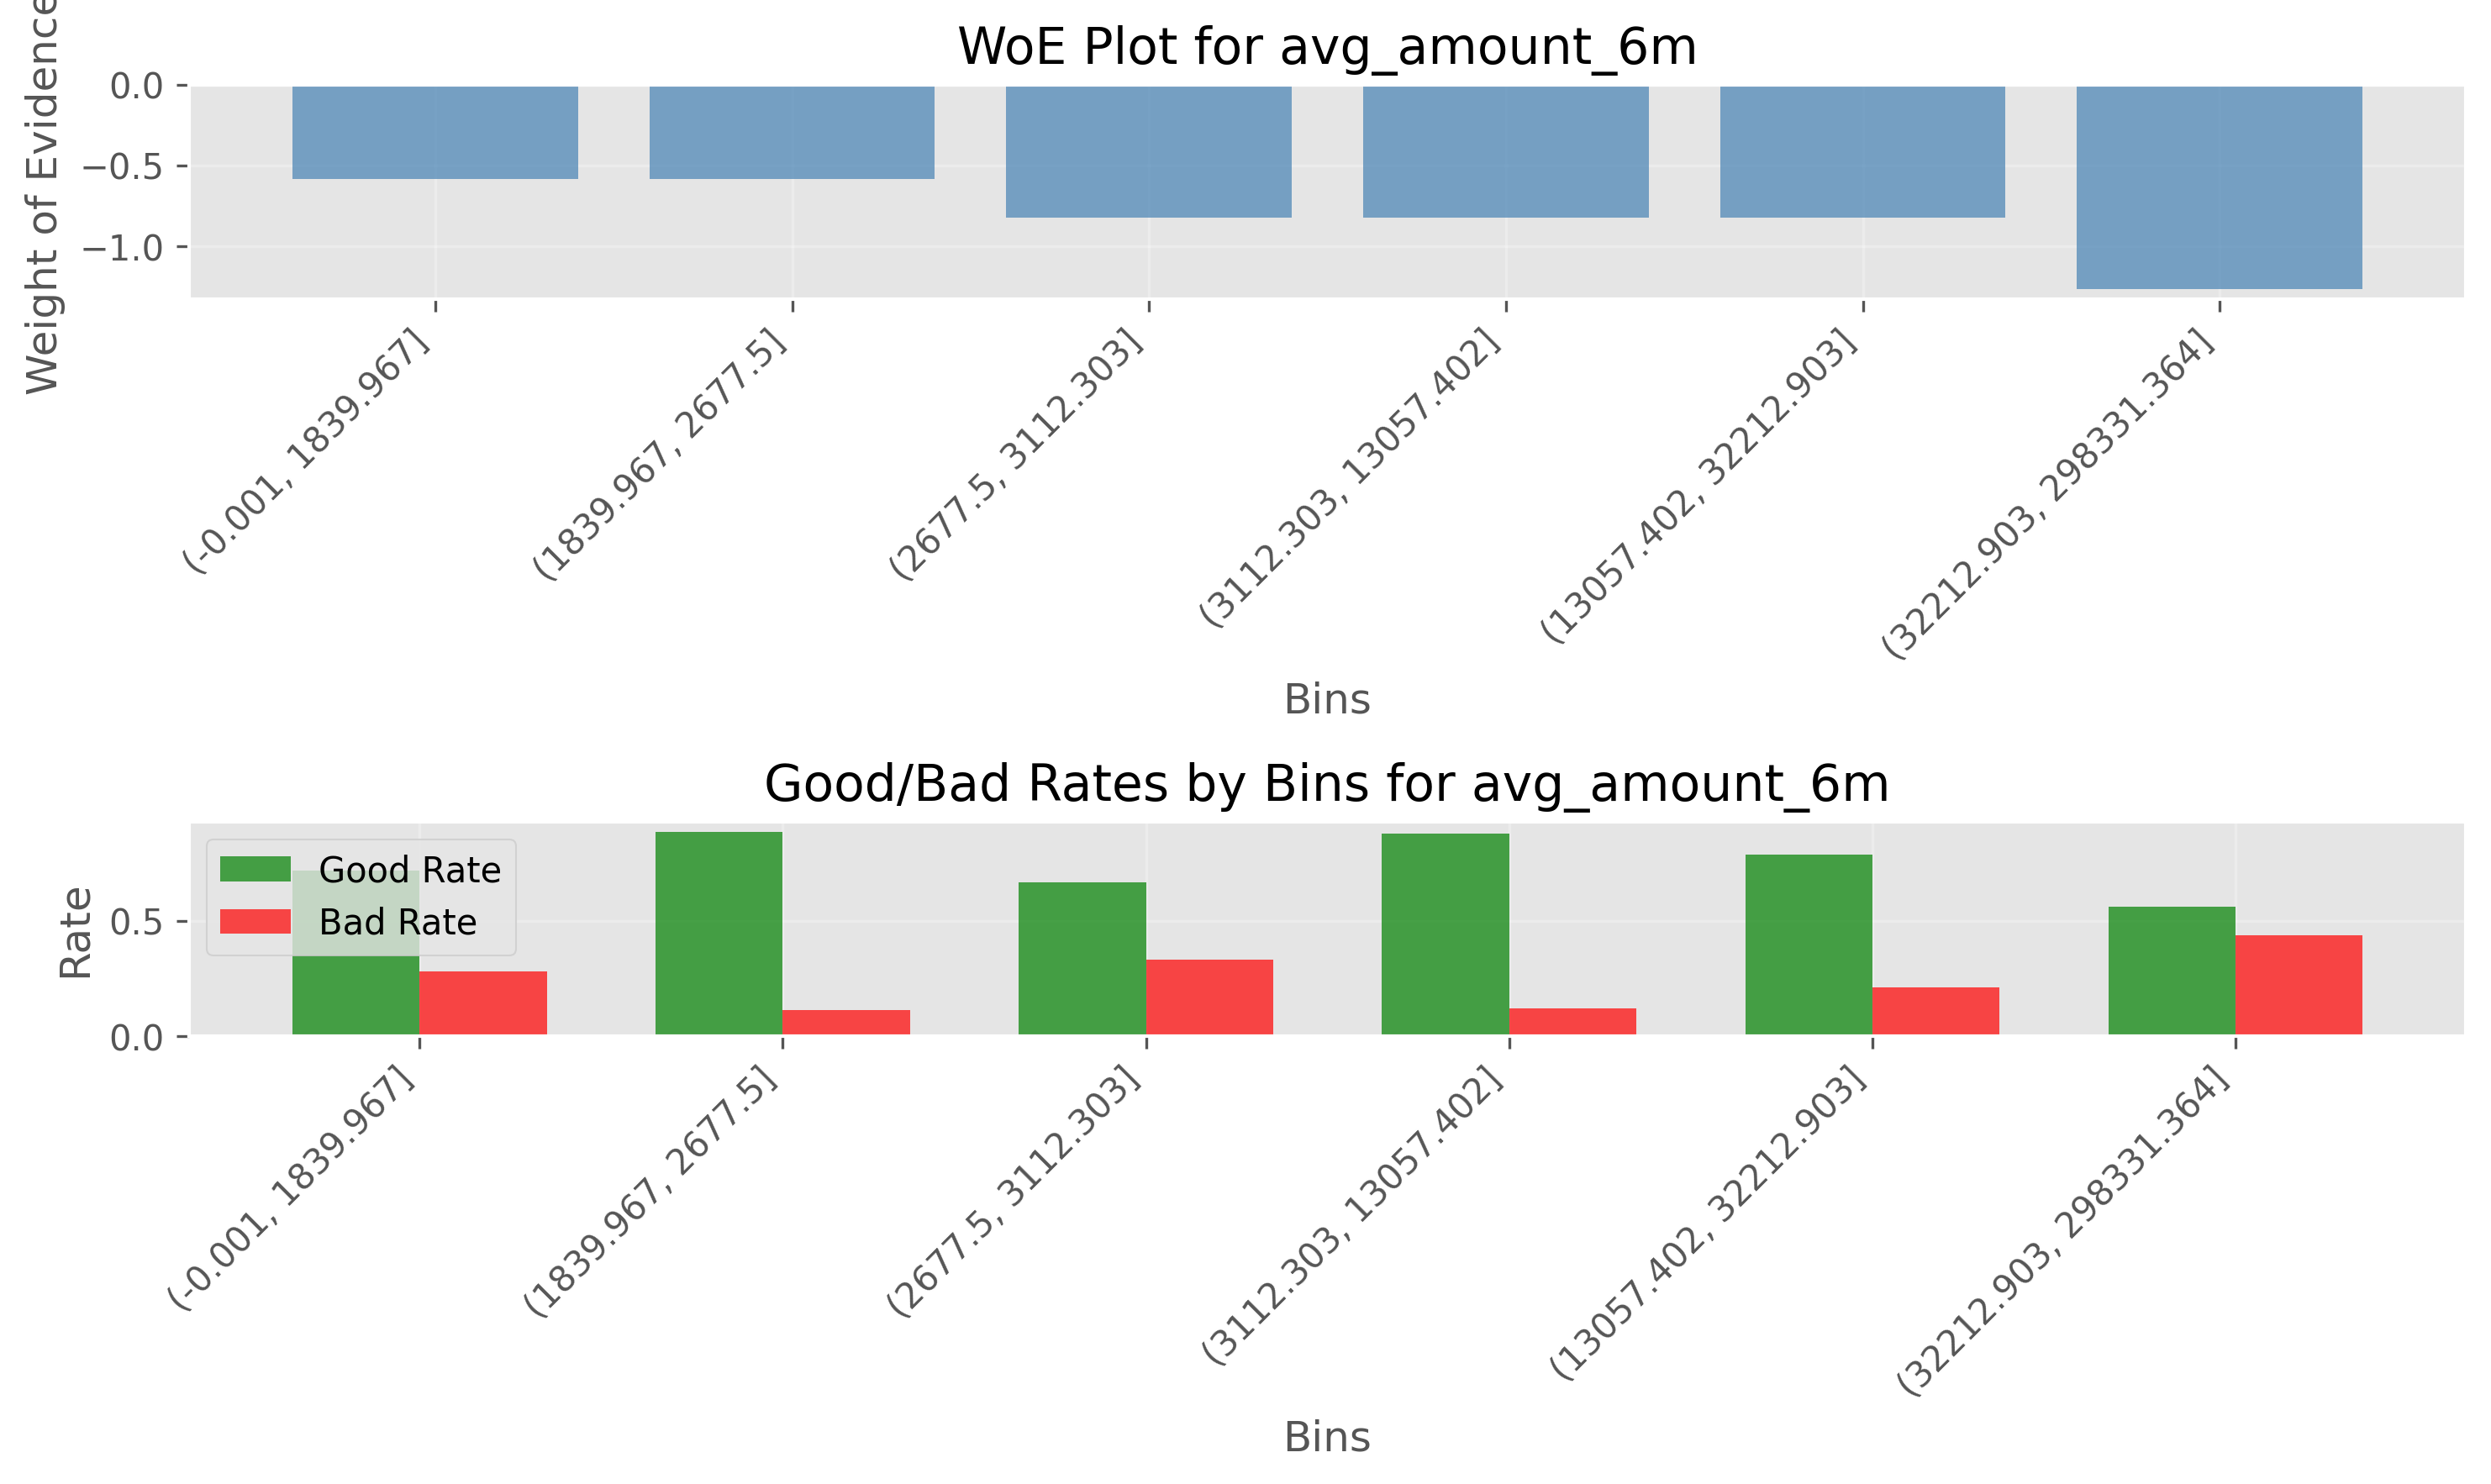 WoE Plot for avg_amount_6m
Weight of Evidence
0.0
−0.5
−1.0
(-0.001, 1839.967]
(1839.967, 2677.5]
(2677.5, 3112.303]
(3112.303, 13057.402]
(13057.402, 32212.903]
(32212.903, 298331.364]
Bins
Good/Bad Rates by Bins for avg_amount_6m
Rate
0.5
0.0
Good Rate
Bad Rate
(-0.001, 1839.967]
(1839.967, 2677.5]
(2677.5, 3112.303]
(3112.303, 13057.402]
(13057.402, 32212.903]
(32212.903, 298331.364]
Bins